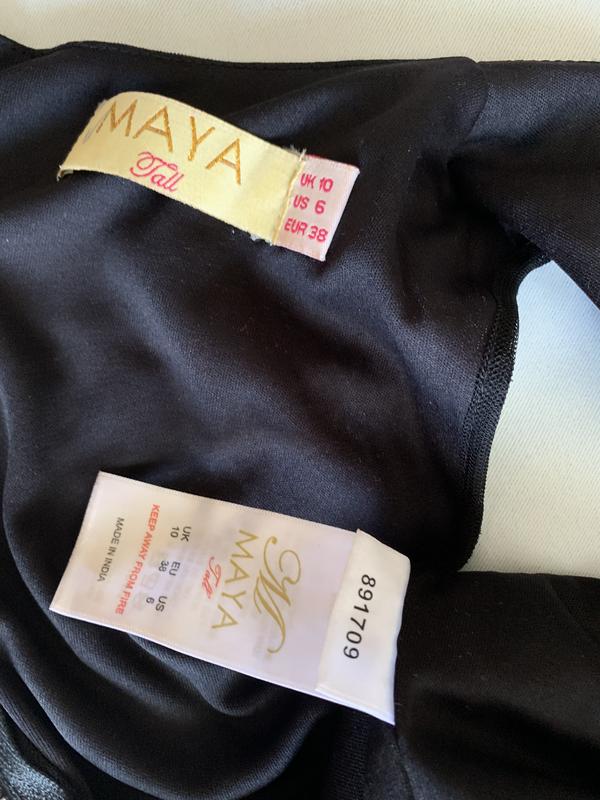 MAYA
Tall
UK 10
US 6
EUR 38
M
MAYA
Tall
UK EU US
10 38 6
KEEP AWAY FROM FIRE
MADE IN INDIA
891709